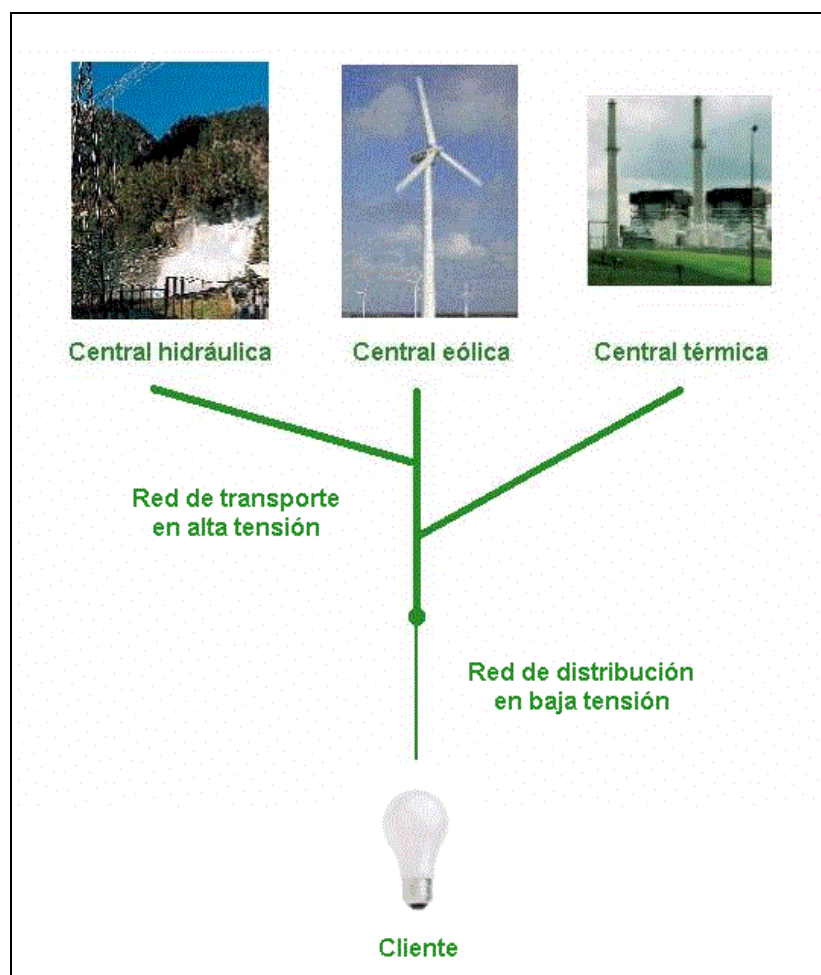 Central hidráulica
Central eólica
Central térmica
Red de transporte
en alta tensión
Red de distribución
en baja tensión
Cliente